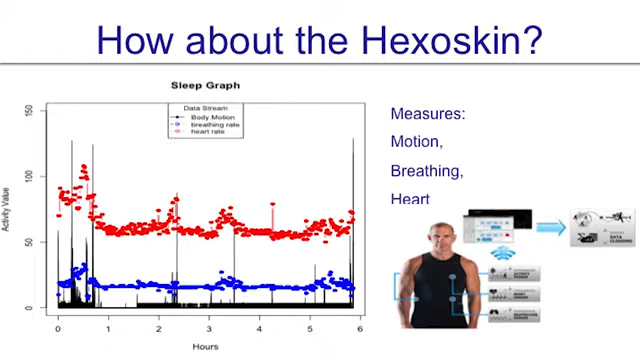 How about the Hexoskin?
Sleep Graph
Data Stream
Body Motion
breathing rate
heart rate
Activity Value
150
100
50
0
0 1 2 3 4 5 6
Hours
Measures:
Motion,
Breathing,
Heart